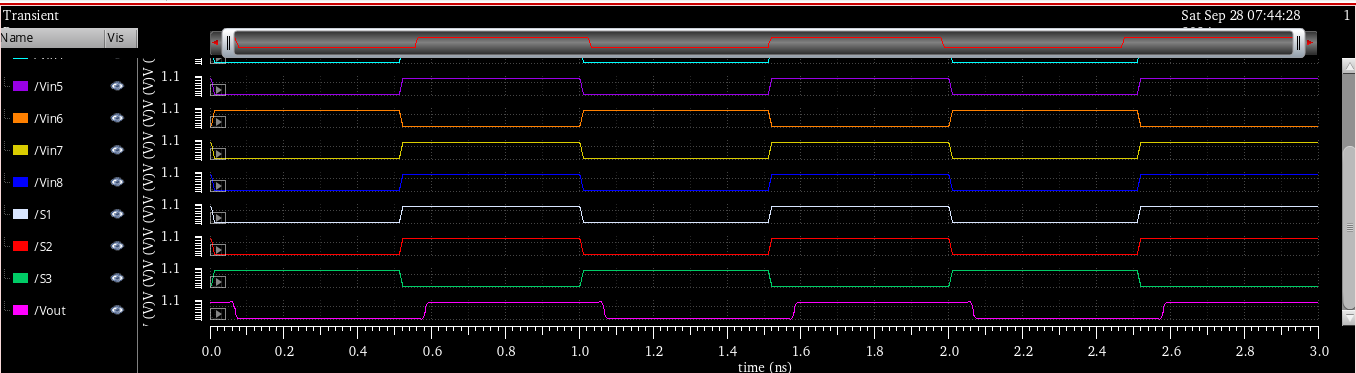 Transient
Sat Sep 28 07:44:28
1
Name
Vis
/Vin5
1.1
/Vin6
1.1
/Vin7
1.1
/Vin8
1.1
/S1
1.1
/S2
1.1
/S3
1.1
/Vout
1.1
0.0 0.2 0.4 0.6 0.8 1.0 1.2 1.4 1.6 1.8 2.0 2.2 2.4 2.6 2.8 3.0
time (ns)